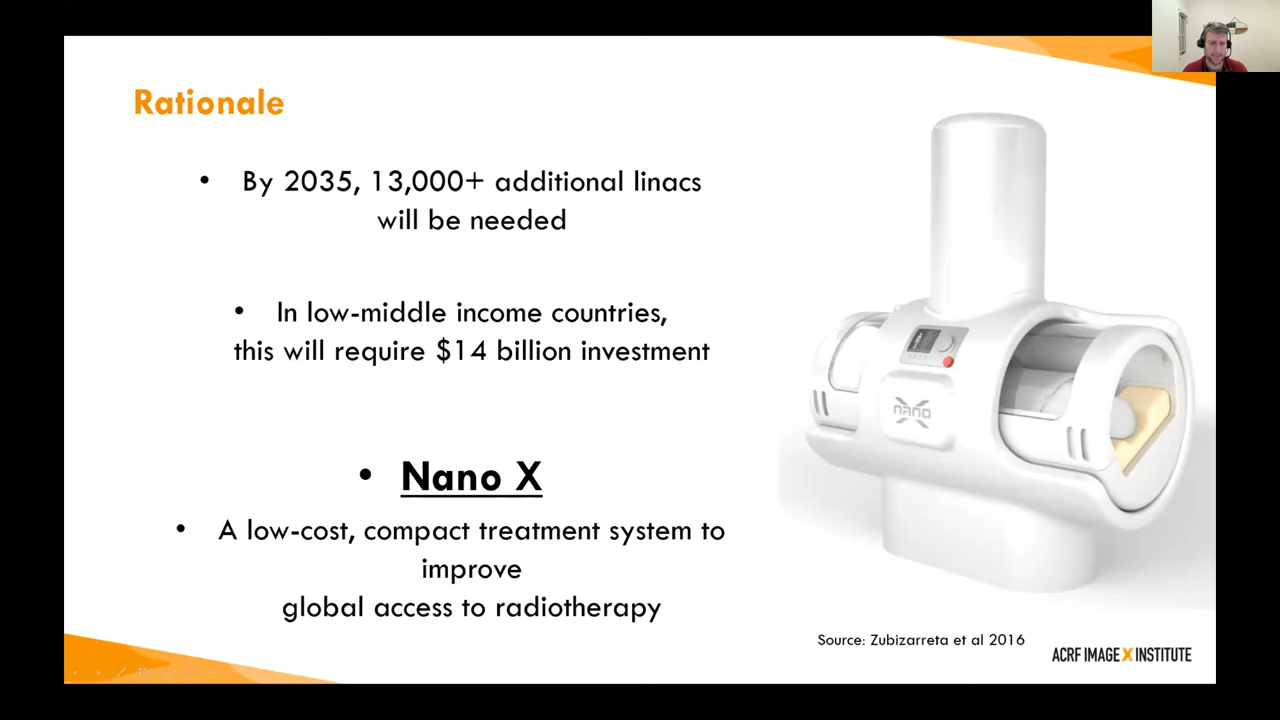 Rationale
• By 2035, 13,000+ additional linacs
will be needed
• In low-middle income countries,
this will require $14 billion investment
• Nano X
• A low-cost, compact treatment system to
improve
global access to radiotherapy
nano X
Source: Zubizarreta et al 2016
ACRF IMAGE X INSTITUTE